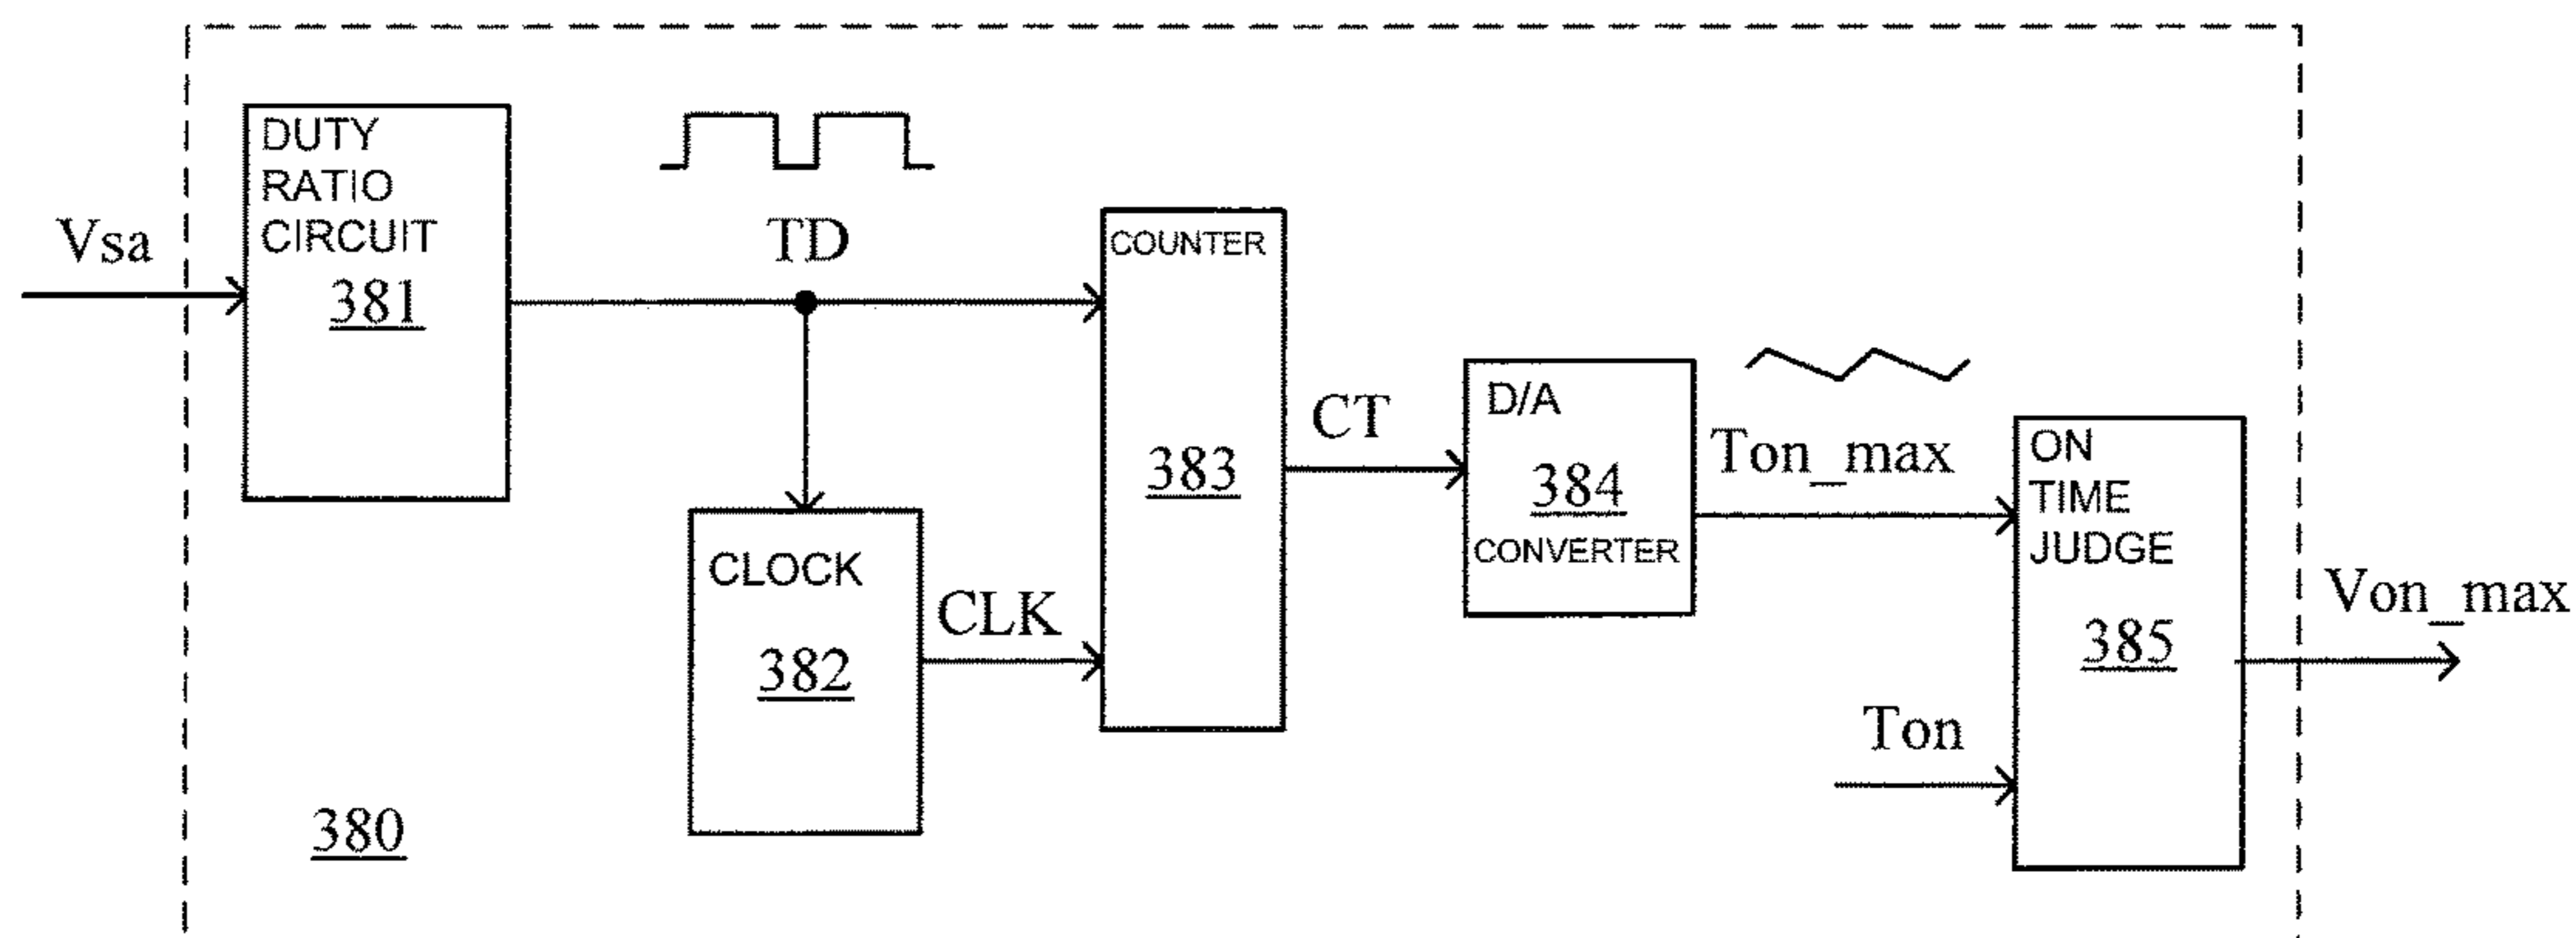 DUTY
RATIO
CIRCUIT
381
Vsa
TD
COUNTER
383
CLOCK
382
CLK
CT
D/A
384
CONVERTER
Ton_max
ON
TIME
JUDGE
385
Ton
Von_max
380